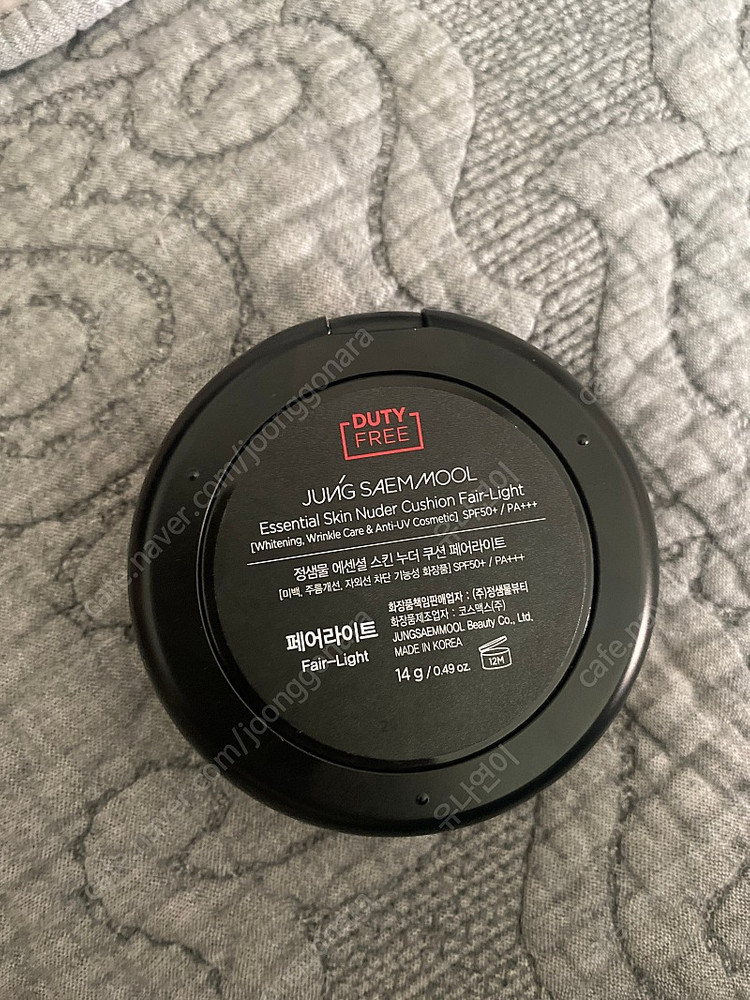 DUTY
FREE
JUNG SAEMMOOL
Essential Skin Nuder Cushion Fair-Light
[Whitening, Wrinkle Care & Anti-UV Cosmetic] SPF50+ / PA+++
정샘물 에센셜 스킨 누더 쿠션 페어라이트
[미백, 주름개선, 자외선 차단 기능성 화장품] SPF50+ / PA+++
페어라이트
Fair-Light
화장품책임판매업자 : (주)정샘물뷰티
화장품제조업자 : 코스맥스(주)
JUNGSAEMMOOL Beauty Co., Ltd.
MADE IN KOREA
14 g / 0.49 oz.
12M
cafe.naver.com/joonggonara
유나연이